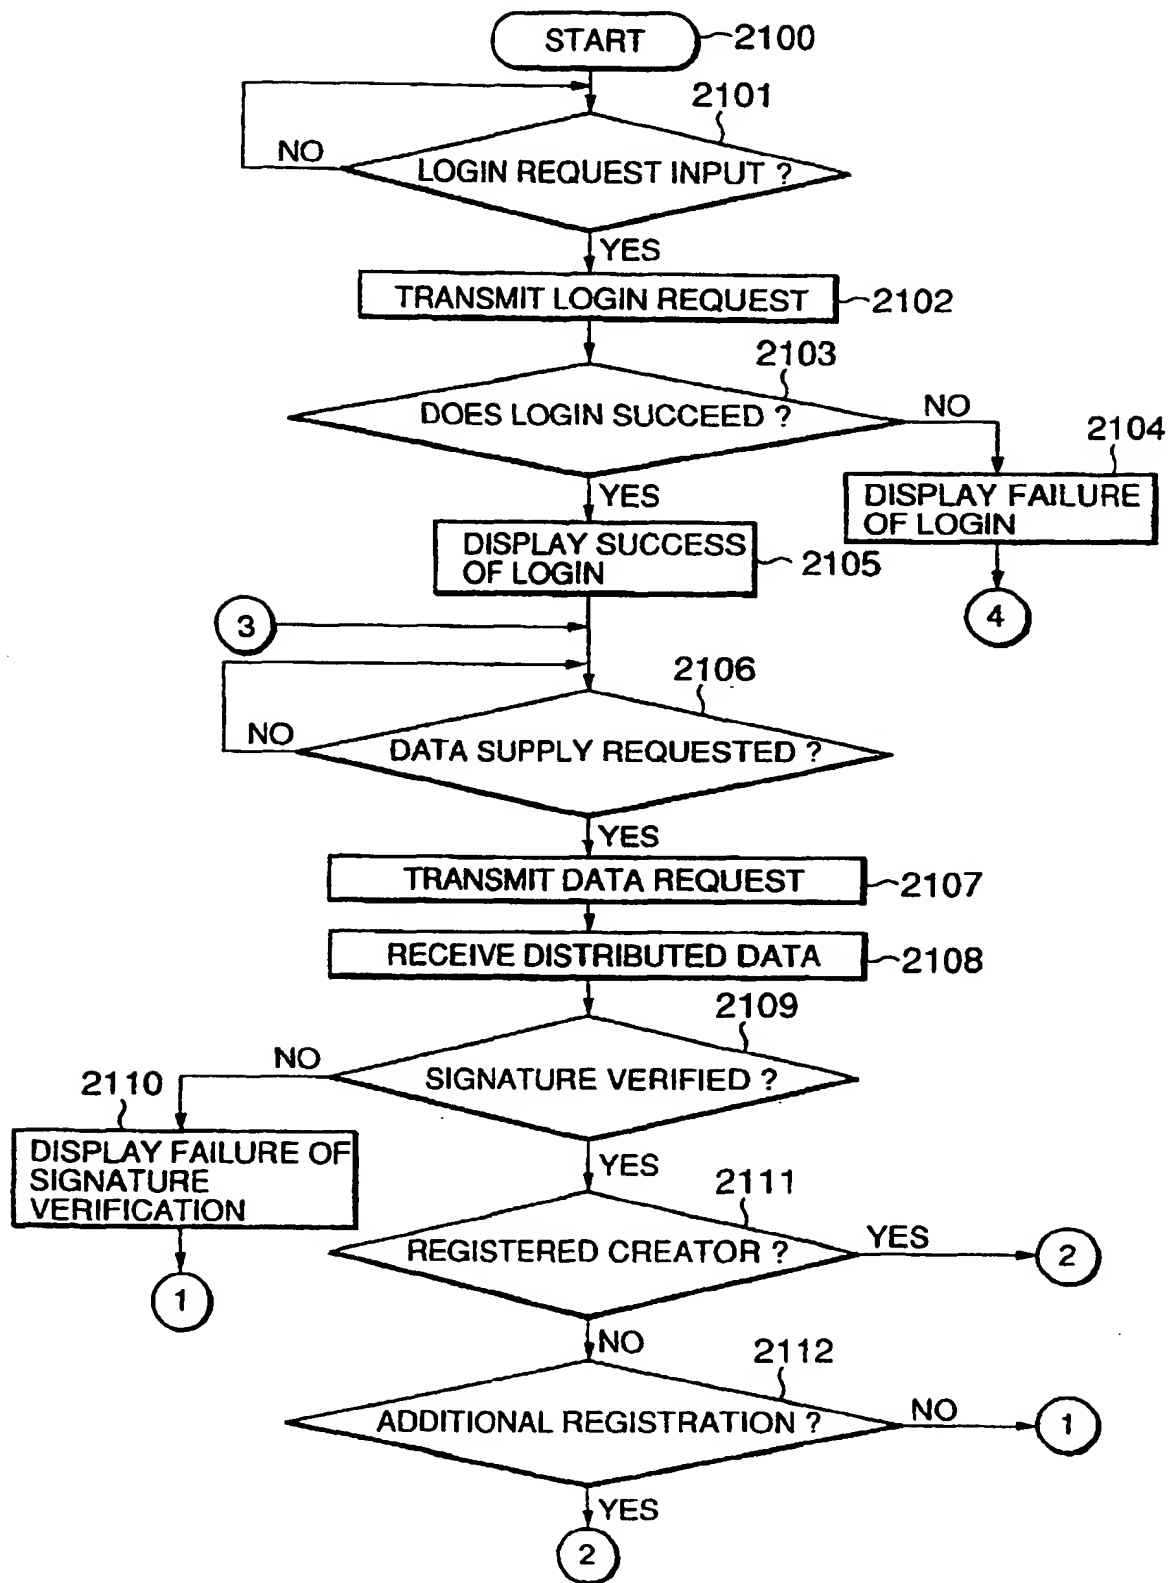 START
2100
2101
NO
LOGIN REQUEST INPUT ?
YES
TRANSMIT LOGIN REQUEST
2102
2103
DOES LOGIN SUCCEED ?
NO
2104
YES
DISPLAY FAILURE
OF LOGIN
DISPLAY SUCCESS
OF LOGIN
2105
3
4
2106
NO
DATA SUPPLY REQUESTED ?
YES
TRANSMIT DATA REQUEST
2107
RECEIVE DISTRIBUTED DATA
2108
2109
NO
SIGNATURE VERIFIED ?
2110
DISPLAY FAILURE OF
SIGNATURE
VERIFICATION
YES
2111
REGISTERED CREATOR ?
YES
2
1
NO
2112
ADDITIONAL REGISTRATION ?
NO
1
YES
2